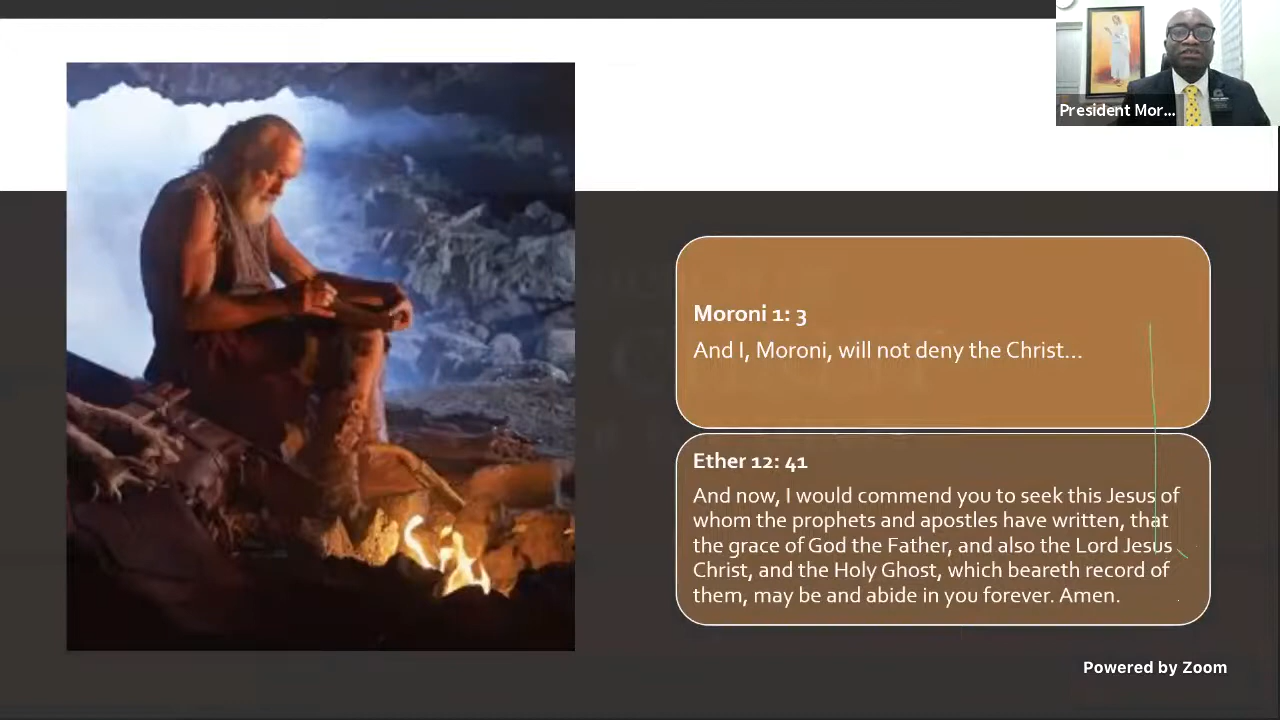 President Mor...
Moroni 1: 3
And I, Moroni, will not deny the Christ...
Ether 12: 41
And now, I would commend you to seek this Jesus of
whom the prophets and apostles have written, that
the grace of God the Father, and also the Lord Jesus
Christ, and the Holy Ghost, which beareth record of
them, may be and abide in you forever. Amen.
Powered by Zoom